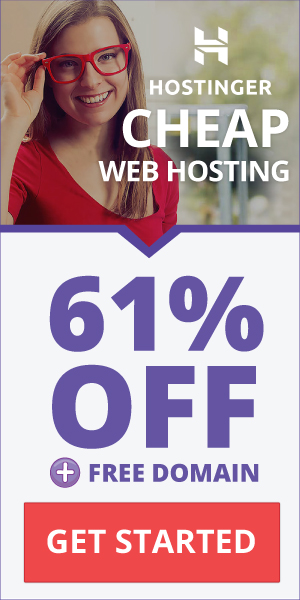 HOSTINGER
CHEAP
WEB HOSTING
61%
OFF
+ FREE DOMAIN
GET STARTED